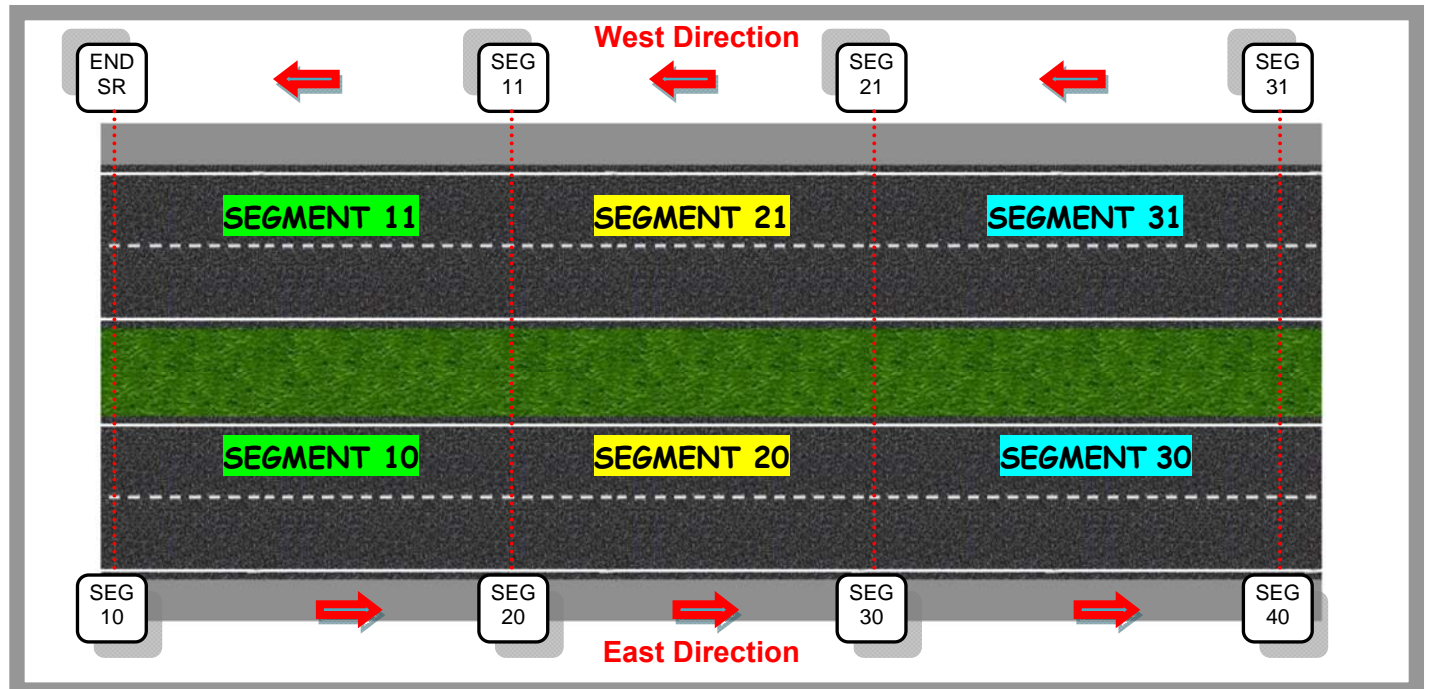 West Direction
END
SR
SEG
11
SEG
21
SEG
31
SEGMENT 11
SEGMENT 21
SEGMENT 31
SEGMENT 10
SEGMENT 20
SEGMENT 30
SEG
10
SEG
20
SEG
30
SEG
40
East Direction